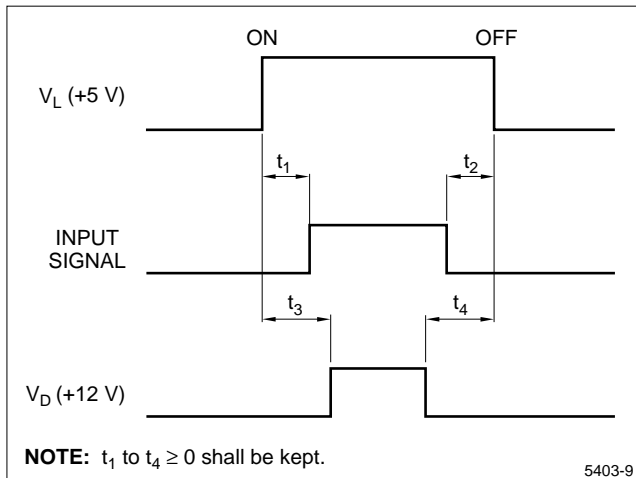 ON OFF
V_L (+5 V)
t_1 t_2
INPUT
SIGNAL
t_3 t_4
V_D (+12 V)
NOTE: t_1 to t_4 ≥ 0 shall be kept.
5403-9